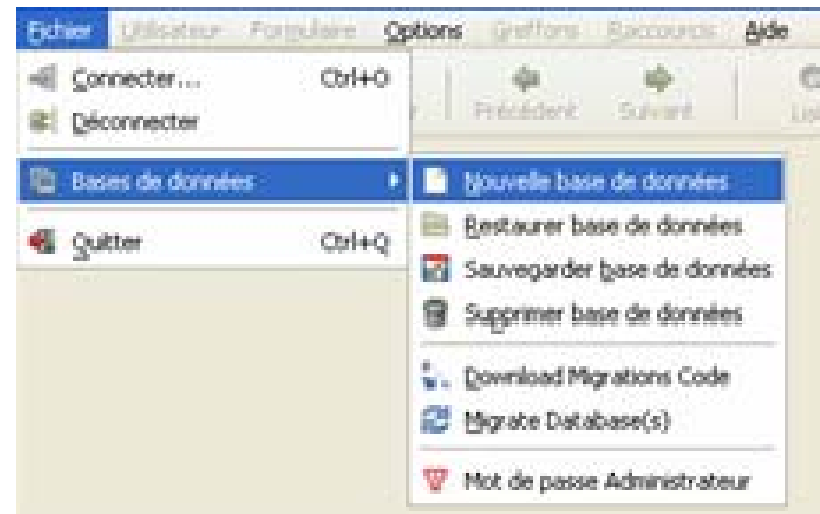 Fichier Utilisateur Formulaire Options Greffons Raccourcis Aide
Connecter... Ctrl+O
Précédent Suivant
Déconnecter
Bases de données
Nouvelle base de données
Restaurer base de données
Quitter Ctrl+Q
Sauvegarder base de données
Supprimer base de données
Download Migrations Code
Migrate Database(s)
Mot de passe Administrateur